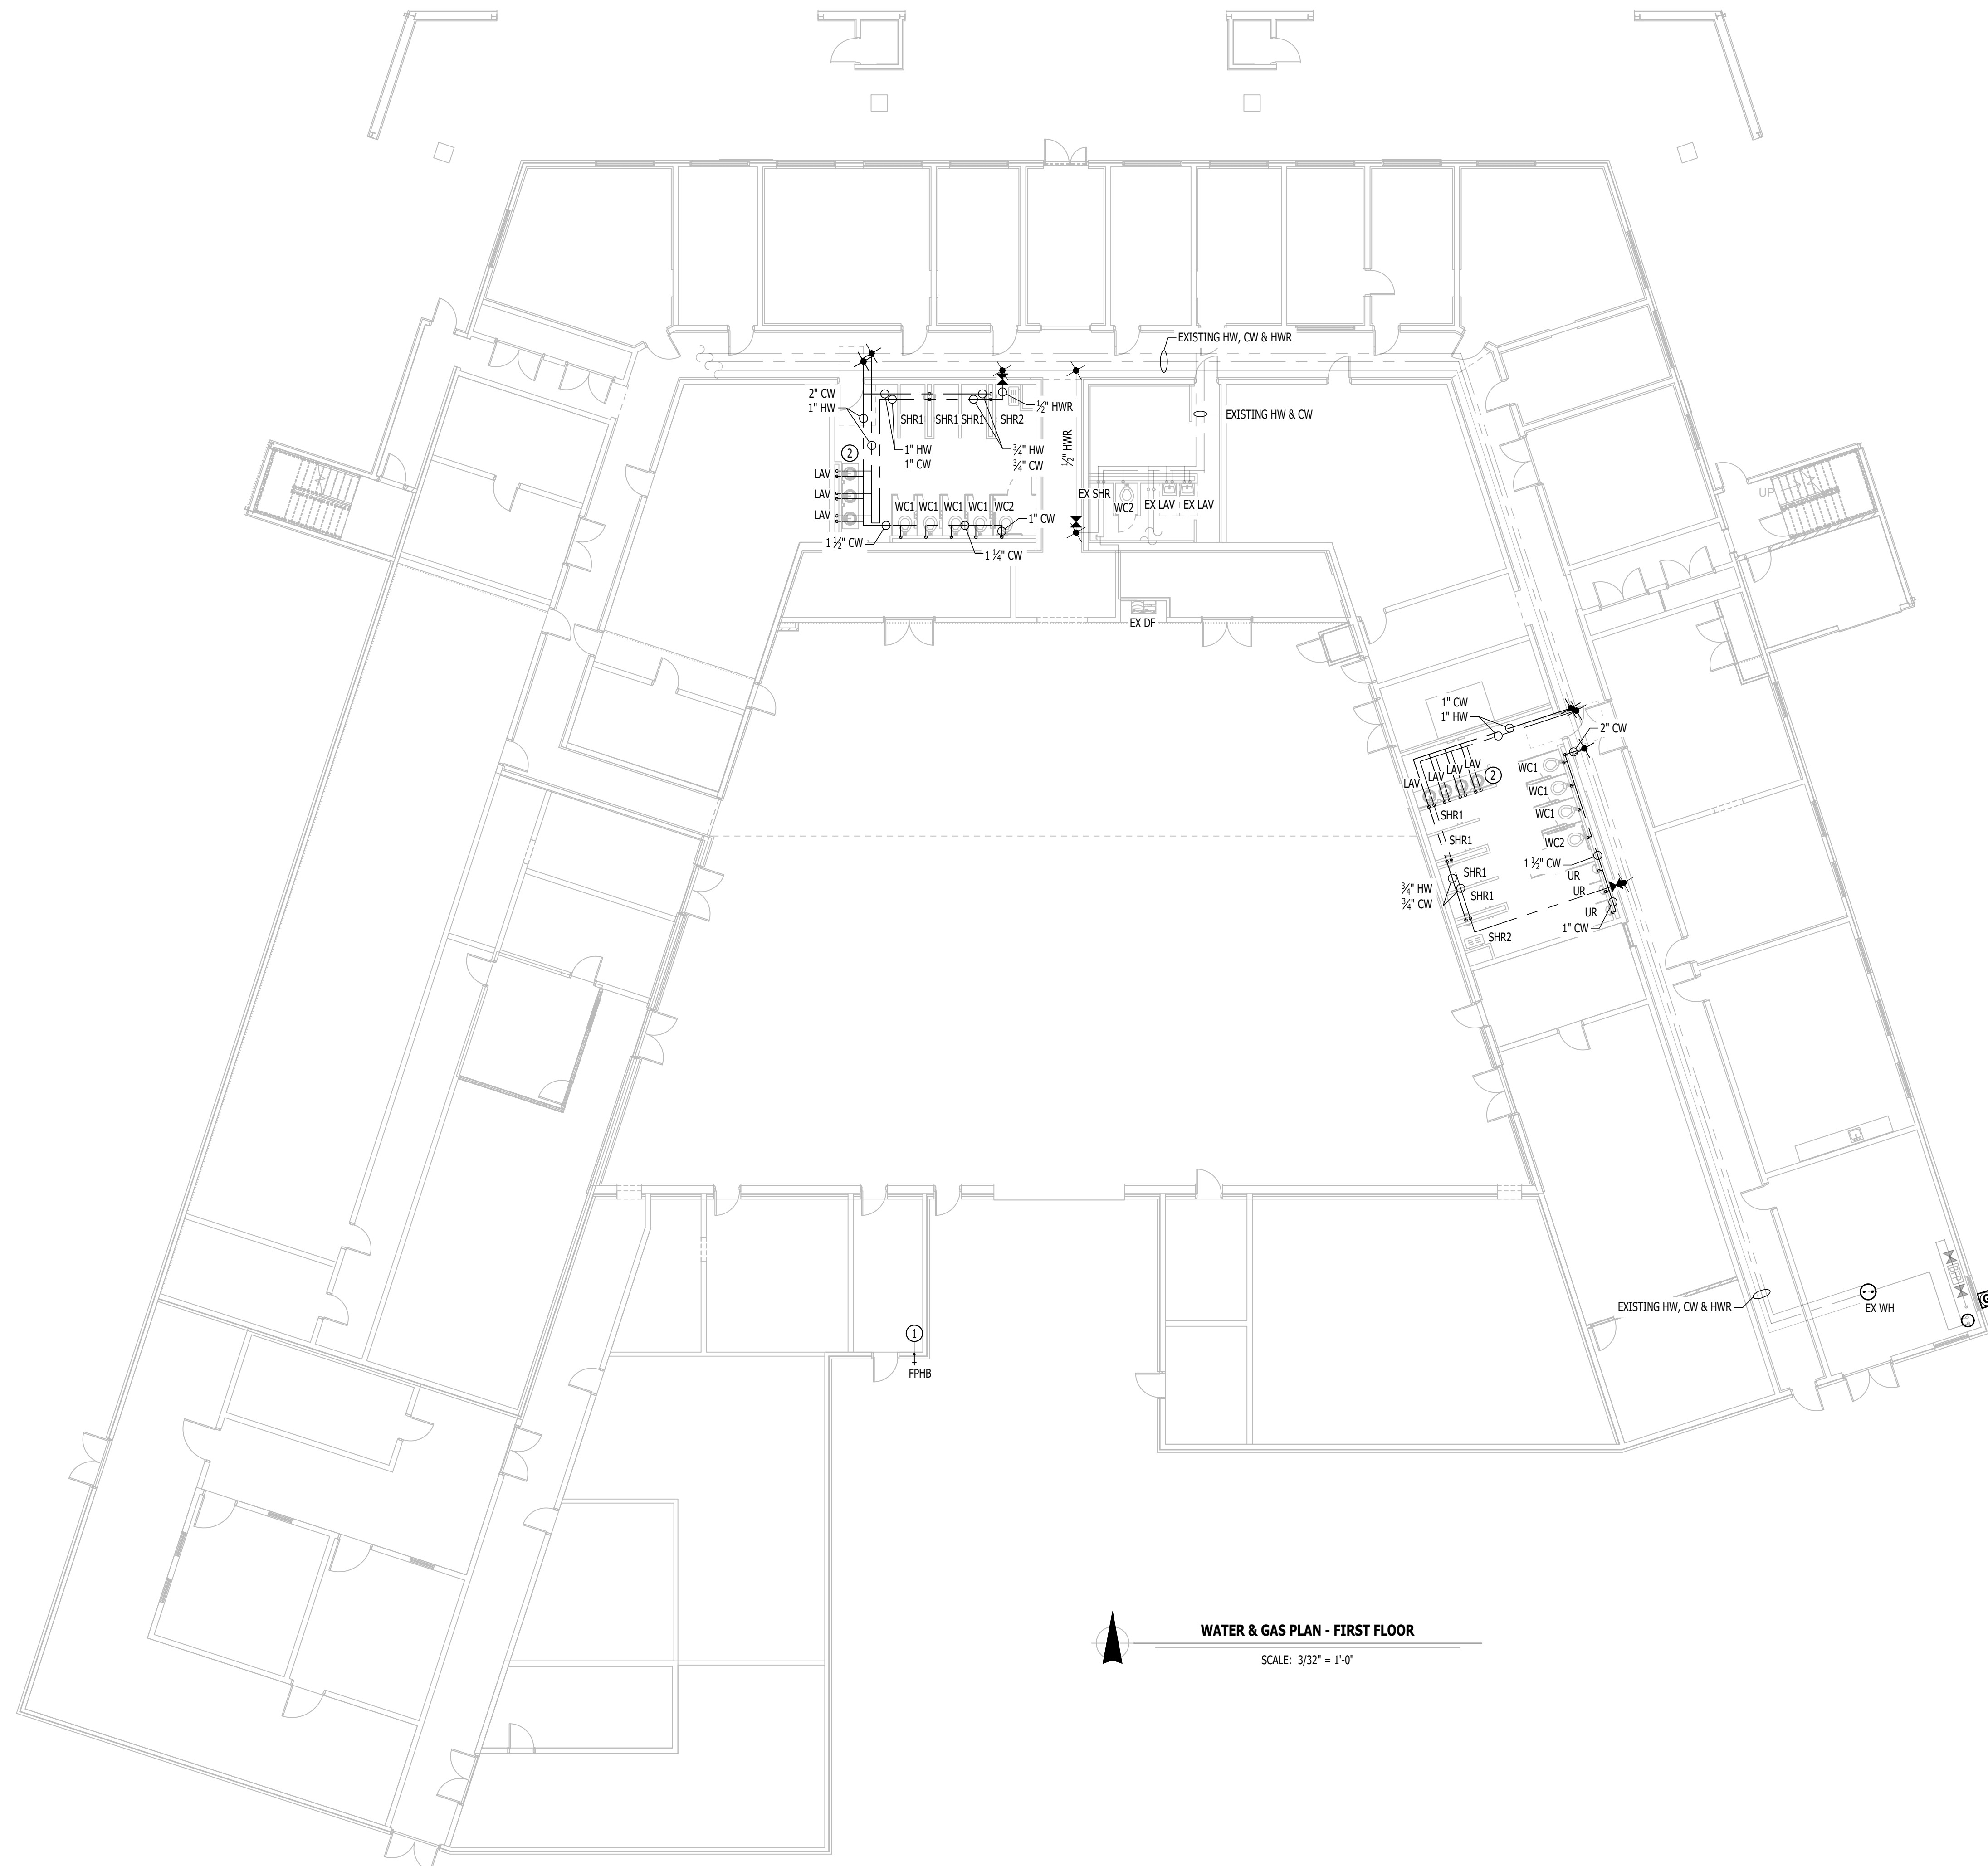 EXISTING HW, CW & HWR
2" CW
1" HW
½" HWR
EXISTING HW & CW
SHR1
SHR1
SHR1
SHR2
1" HW
1" CW
¾" HW
¾" CW
½" HWR
2
LAV
LAV
LAV
WC1
WC1
WC1
WC1
WC2
1" CW
1 ½" CW
1 ¼" CW
EX SHR
WC2
EX LAV
EX LAV
EX DF
UP
1" CW
1" HW
2" CW
LAV
LAV
LAV
LAV
2
WC1
WC1
WC1
WC2
SHR1
SHR1
SHR1
SHR1
SHR2
1 ½" CW
UR
UR
UR
¾" HW
¾" CW
1" CW
EXISTING HW, CW & HWR
EX WH
G
1
FPHB
WATER & GAS PLAN - FIRST FLOOR
SCALE: 3/32" = 1'-0"